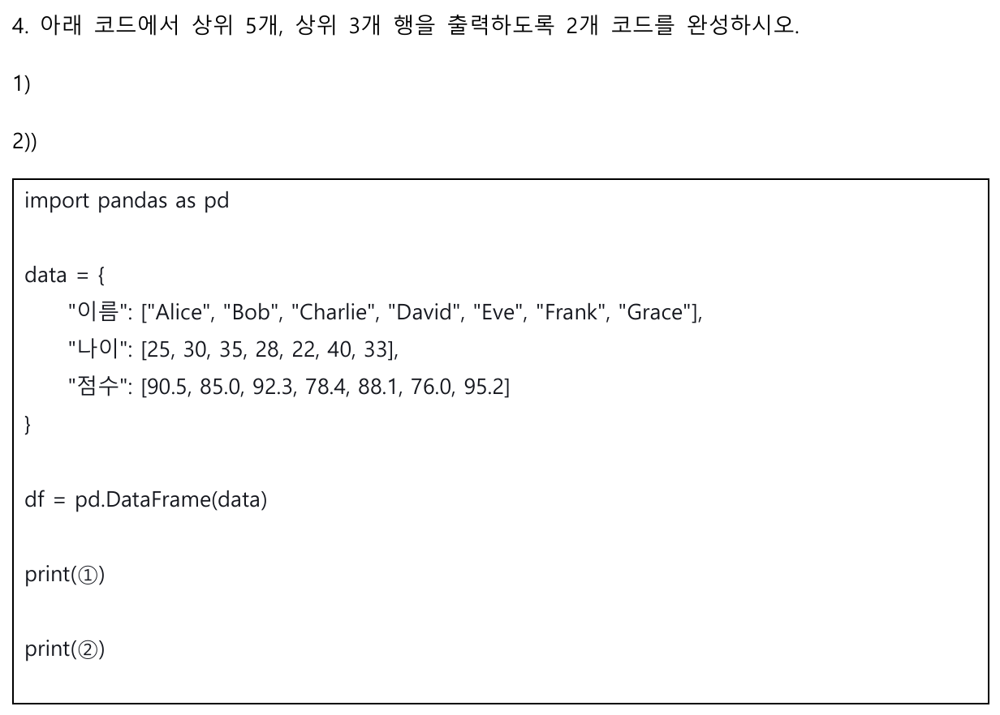 4. 아래 코드에서 상위 5개, 상위 3개 행을 출력하도록 2개 코드를 완성하시오.
1)
2))
import pandas as pd
data = {
"이름": ["Alice", "Bob", "Charlie", "David", "Eve", "Frank", "Grace"],
"나이": [25, 30, 35, 28, 22, 40, 33],
"점수": [90.5, 85.0, 92.3, 78.4, 88.1, 76.0, 95.2]
}
df = pd.DataFrame(data)
print(①)
print(②)